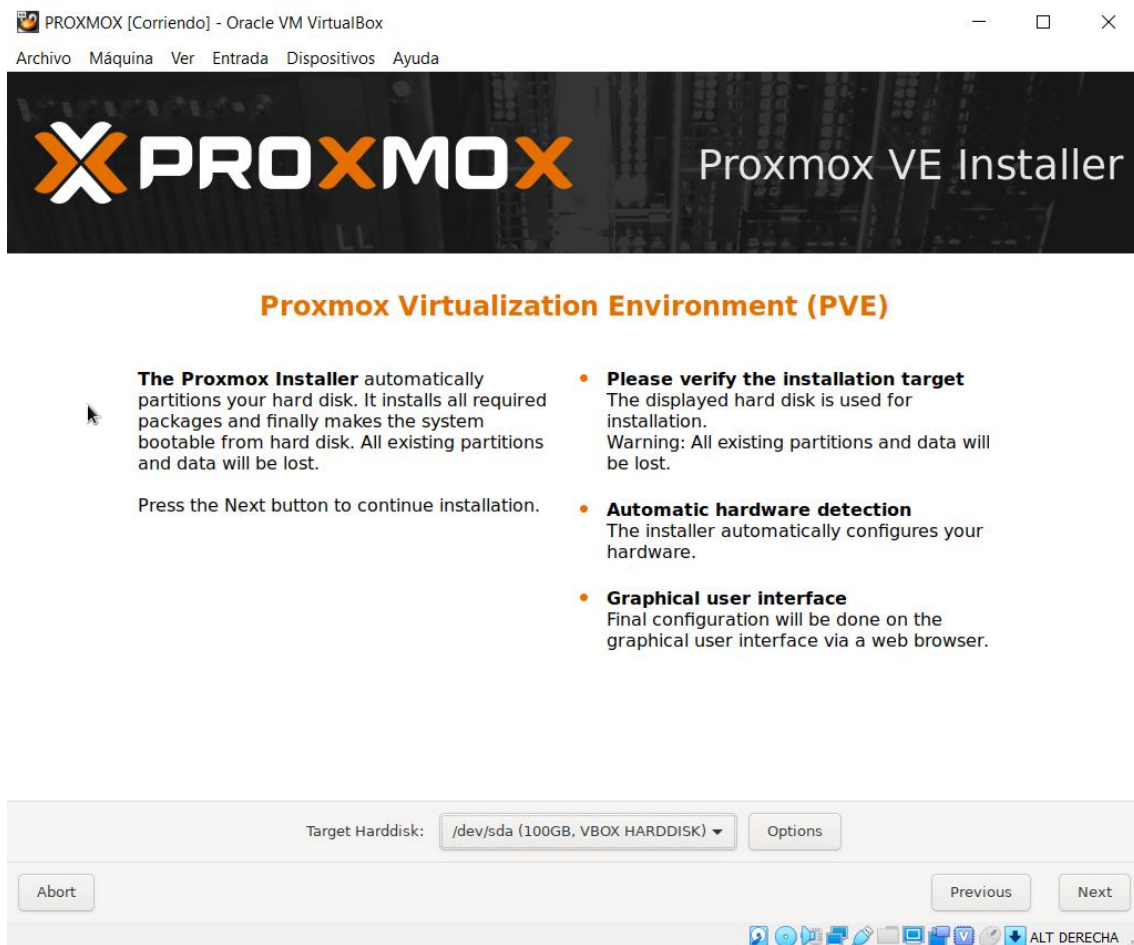 PROXMOX [Corriendo] - Oracle VM VirtualBox
Archivo Máquina Ver Entrada Dispositivos Ayuda
PROXMOX
Proxmox VE Installer
Proxmox Virtualization Environment (PVE)
The Proxmox Installer automatically
partitions your hard disk. It installs all required
packages and finally makes the system
bootable from hard disk. All existing partitions
and data will be lost.
Press the Next button to continue installation.
Please verify the installation target
The displayed hard disk is used for
installation.
Warning: All existing partitions and data will
be lost.
Automatic hardware detection
The installer automatically configures your
hardware.
Graphical user interface
Final configuration will be done on the
graphical user interface via a web browser.
Target Harddisk: /dev/sda (100GB, VBOX HARDDISK) Options
Abort Previous Next
ALT DERECHA